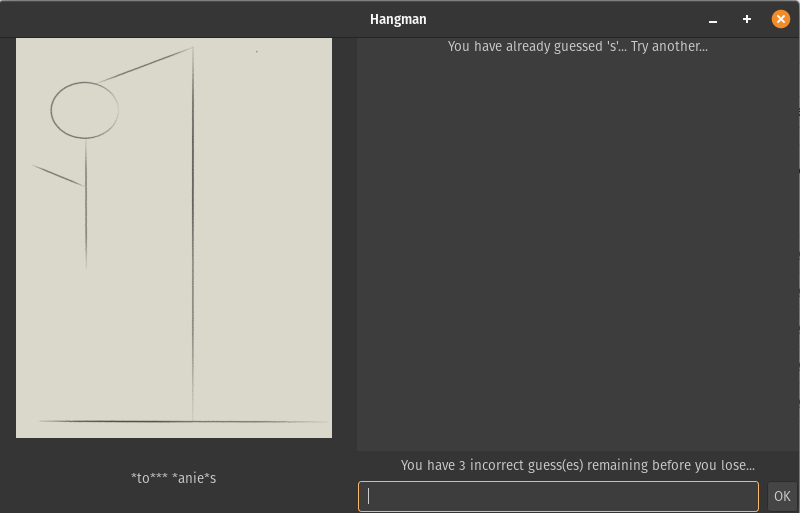 Hangman
You have already guessed 's'... Try another...
*to*** *anie*s
You have 3 incorrect guess(es) remaining before you lose...
OK